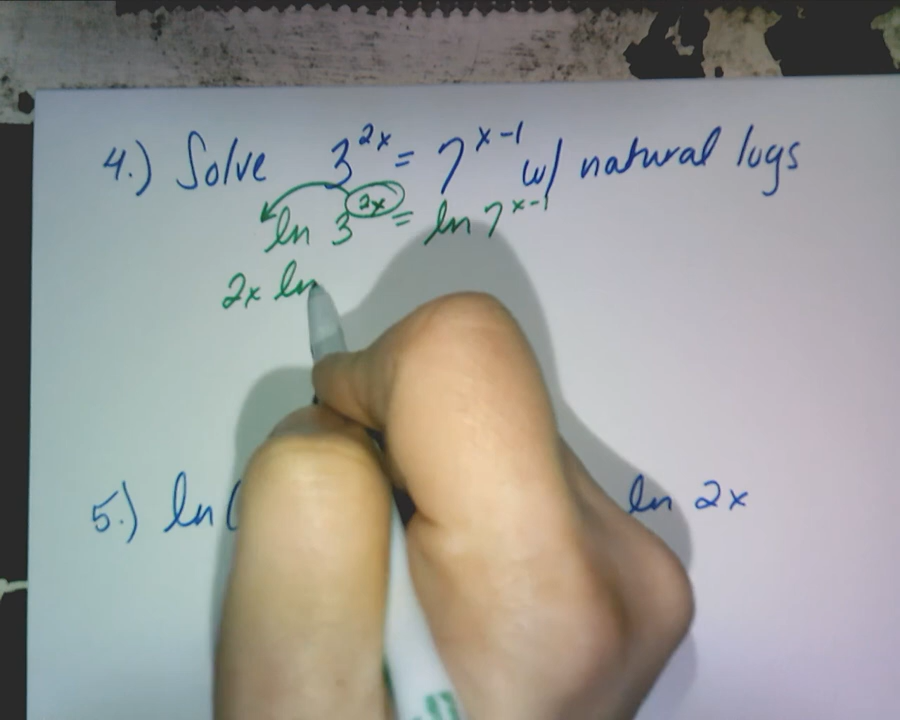 4.) Solve 3^2x = 7^x-1 w/ natural logs
ln 3^2x = ln 7^x-1
2x ln
5.) ln( ln 2x